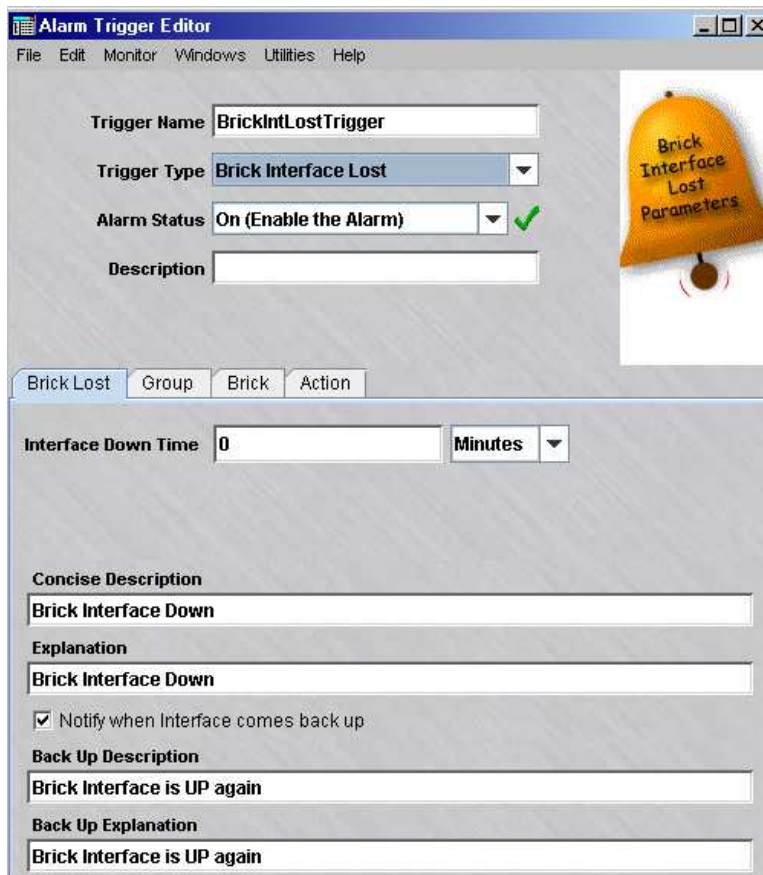 Alarm Trigger Editor
File Edit Monitor Windows Utilities Help
Trigger Name BrickIntLostTrigger
Trigger Type Brick Interface Lost
Alarm Status On (Enable the Alarm)
Description
Brick
Interface
Lost
Parameters
Brick Lost Group Brick Action
Interface Down Time 0 Minutes
Concise Description
Brick Interface Down
Explanation
Brick Interface Down
Notify when Interface comes back up
Back Up Description
Brick Interface is UP again
Back Up Explanation
Brick Interface is UP again